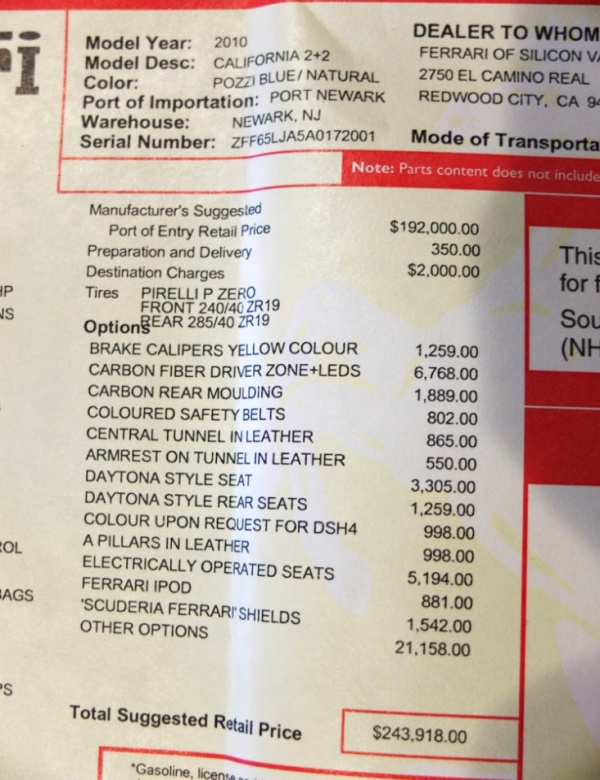 Fi
Model Year: 2010
Model Desc: CALIFORNIA 2+2
Color: POZZI BLUE/ NATURAL
Port of Importation: PORT NEWARK
Warehouse: NEWARK, NJ
Serial Number: ZFF65LJA5A0172001
DEALER TO WHOM
FERRARI OF SILICON VA
2750 EL CAMINO REAL
REDWOOD CITY, CA 94
Mode of Transporta
Note: Parts content does not include
Manufacturer's Suggested
Port of Entry Retail Price $192,000.00
Preparation and Delivery 350.00
Destination Charges $2,000.00
Tires PIRELLI P ZERO
FRONT 240/40 ZR19
REAR 285/40 ZR19
Options
BRAKE CALIPERS YELLOW COLOUR 1,259.00
CARBON FIBER DRIVER ZONE+LEDS 6,768.00
CARBON REAR MOULDING 1,889.00
COLOURED SAFETY BELTS 802.00
CENTRAL TUNNEL IN LEATHER 865.00
ARMREST ON TUNNEL IN LEATHER 550.00
DAYTONA STYLE SEAT 3,305.00
DAYTONA STYLE REAR SEATS 1,259.00
COLOUR UPON REQUEST FOR DSH4 998.00
A PILLARS IN LEATHER 998.00
ELECTRICALLY OPERATED SEATS 5,194.00
FERRARI IPOD 881.00
'SCUDERIA FERRARI' SHIELDS 1,542.00
OTHER OPTIONS 21,158.00
Total Suggested Retail Price $243,918.00
*Gasoline, license
This
for f
Sou
(NH
HP
NS
ROL
BAGS
PS